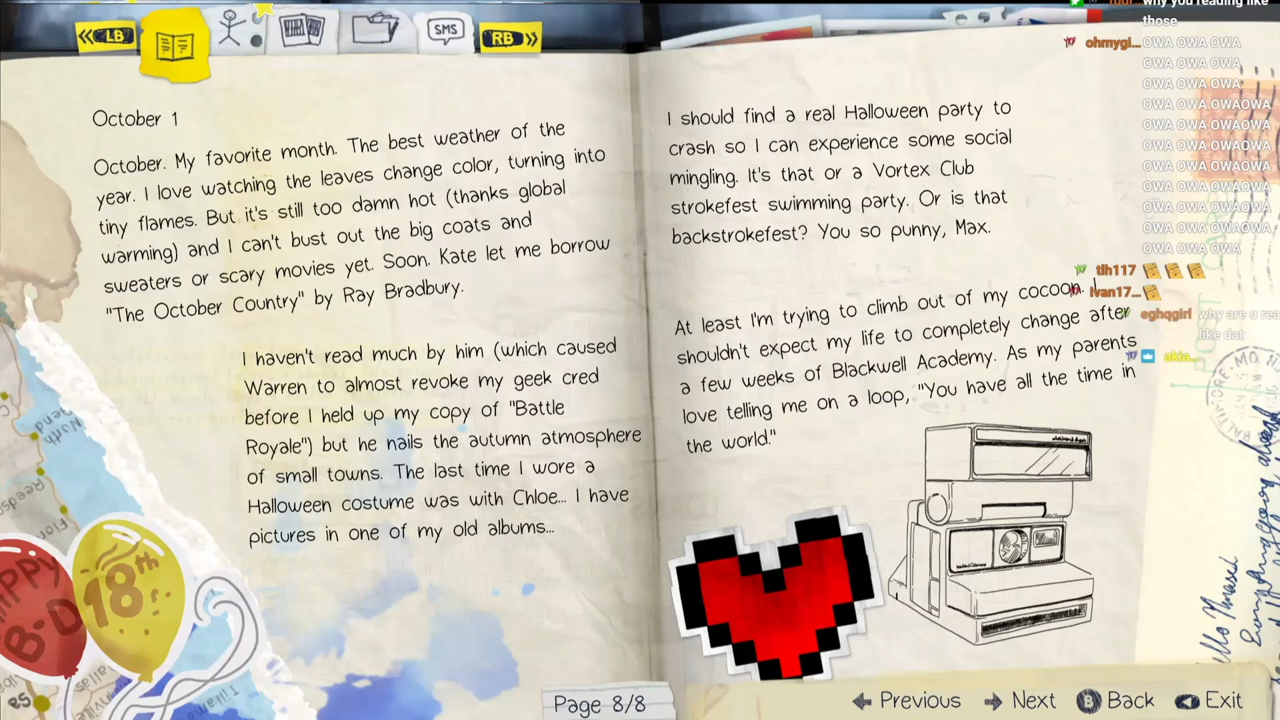 LB
SMS
RB
October 1
October. My favorite month. The best weather of the
year. I love watching the leaves change color, turning into
tiny flames. But it's still too damn hot (thanks global
warming) and I can't bust out the big coats and
sweaters or scary movies yet. Soon. Kate let me borrow
"The October Country" by Ray Bradbury.
I haven't read much by him (which caused
Warren to almost revoke my geek cred
before I held up my copy of "Battle
Royale") but he nails the autumn atmosphere
of small towns. The last time I wore a
Halloween costume was with Chloe... I have
pictures in one of my old albums...
18th
B-D
Page 8/8
I should find a real Halloween party to
crash so I can experience some social
mingling. It's that or a Vortex Club
strokefest swimming party. Or is that
backstrokefest? You so punny, Max.
At least I'm trying to climb out of my cocoon. I
shouldn't expect my life to completely change after
a few weeks of Blackwell Academy. As my parents
love telling me on a loop, "You have all the time in
the world."
why you reading like
those
ohmygi... OWA OWA OWA
OWA OWA OWA
OWA OWA OWA
OWA OWA OWAOWA
OWA OWA OWAOWA
OWA OWA OWAOWA
OWA OWA OWAOWA
OWA OWA OWAOWA
OWA OWA OWAOWA
OWA OWA OWAOWA
OWA OWA OWA
tlh117
ivan17...
eghqgirl why are u rea
like dat
akia...
Previous
Next
B Back
Exit